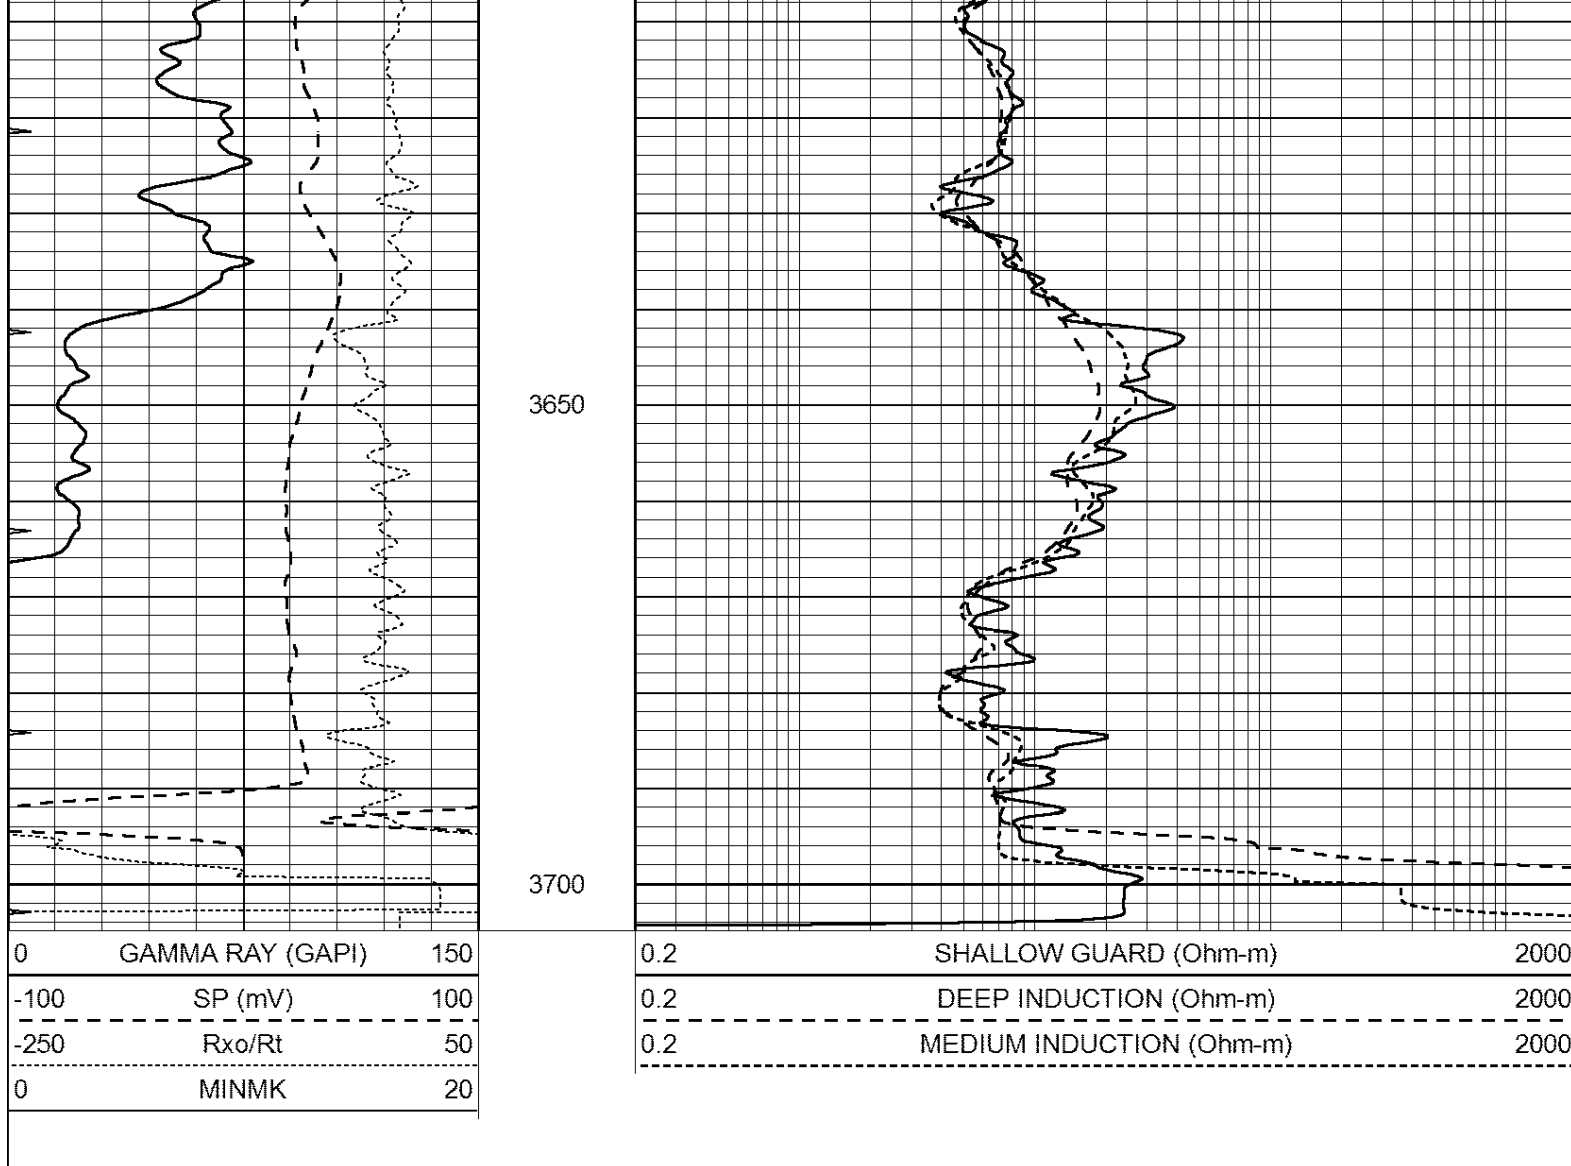 3650
3700
0 GAMMA RAY (GAPI) 150
-100 SP (mV) 100
-250 Rxo/Rt 50
0 MINMK 20
0.2 SHALLOW GUARD (Ohm-m) 2000
0.2 DEEP INDUCTION (Ohm-m) 2000
0.2 MEDIUM INDUCTION (Ohm-m) 2000